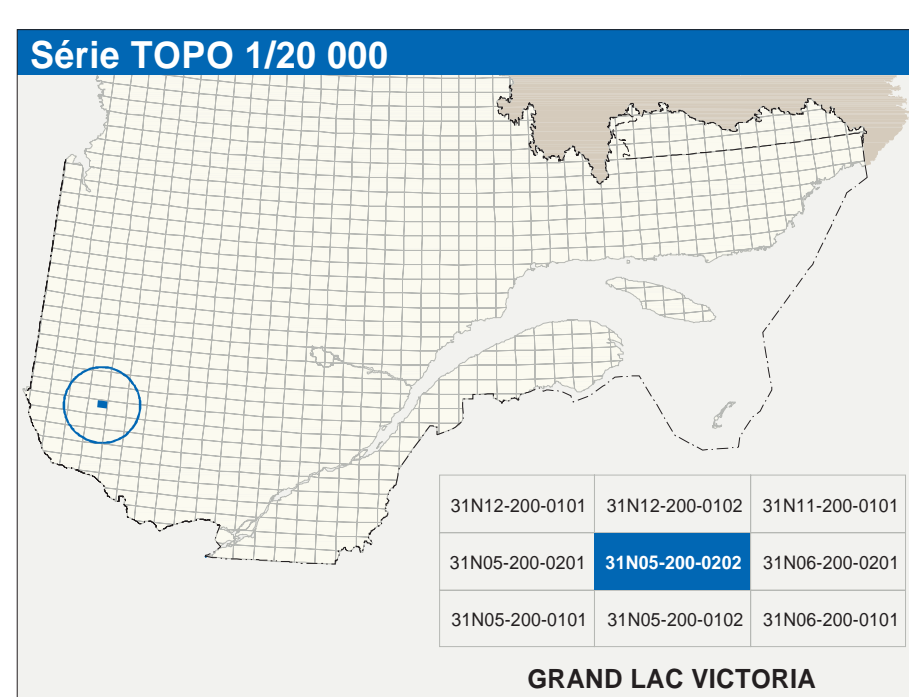 Série TOPO 1/20 000
31N12-200-0101 31N12-200-0102 31N11-200-0101
31N05-200-0201 31N05-200-0202 31N06-200-0201
31N05-200-0101 31N05-200-0102 31N06-200-0101
GRAND LAC VICTORIA